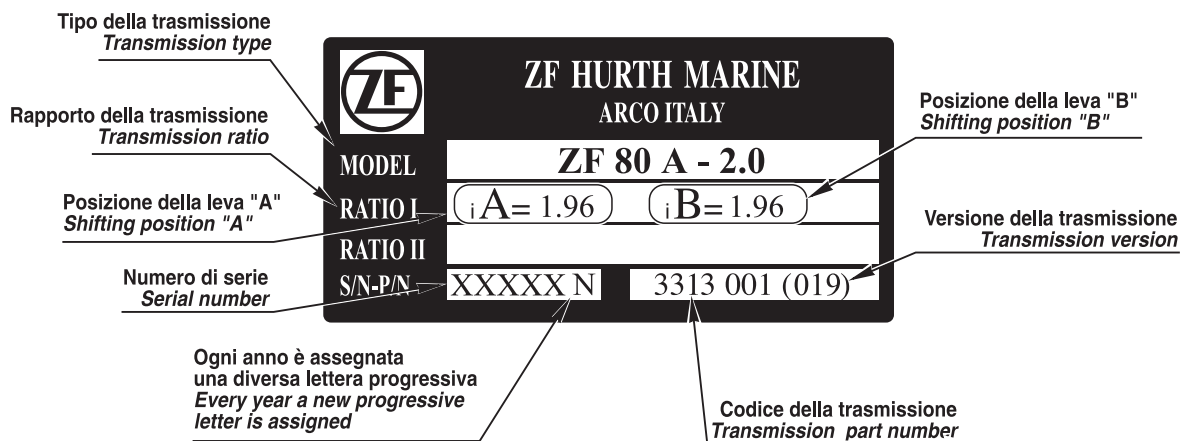 Tipo della trasmissione
Transmission type
Rapporto della trasmissione
Transmission ratio
Posizione della leva "A"
Shifting position "A"
Numero di serie
Serial number
Ogni anno è assegnata
una diversa lettera progressiva
Every year a new progressive
letter is assigned
ZF
ZF HURTH MARINE
ARCO ITALY
MODEL ZF 80 A - 2.0
RATIO I iA= 1.96 iB= 1.96
RATIO II
S/N-P/N XXXXX N 3313 001 (019)
Posizione della leva "B"
Shifting position "B"
Versione della trasmissione
Transmission version
Codice della trasmissione
Transmission part number